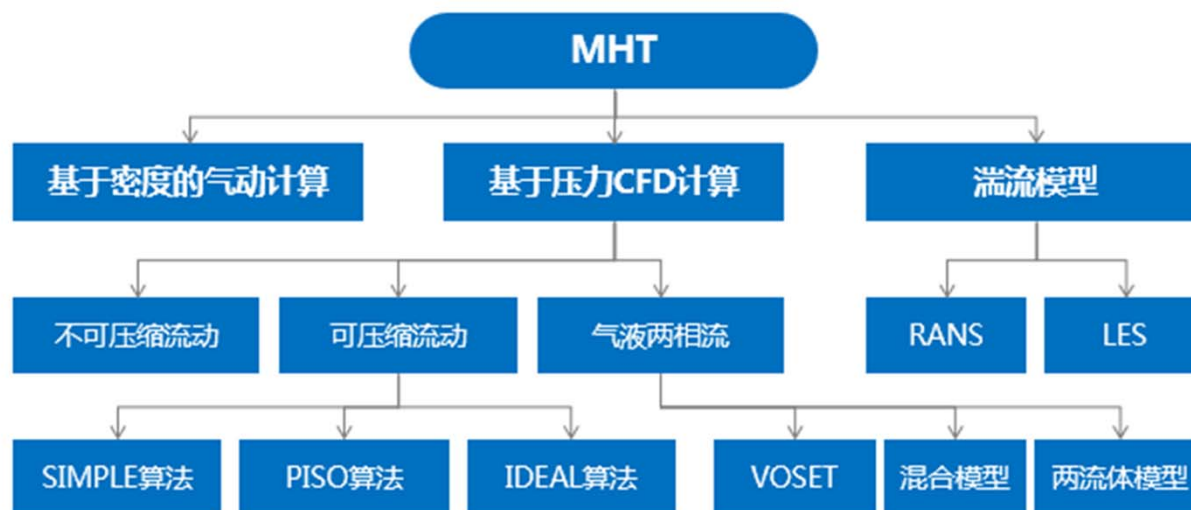 MHT
基于密度的气动计算
基于压力CFD计算
湍流模型
不可压缩流动
可压缩流动
气液两相流
RANS
LES
SIMPLE算法
PISO算法
IDEAL算法
VOSET
混合模型
两流体模型